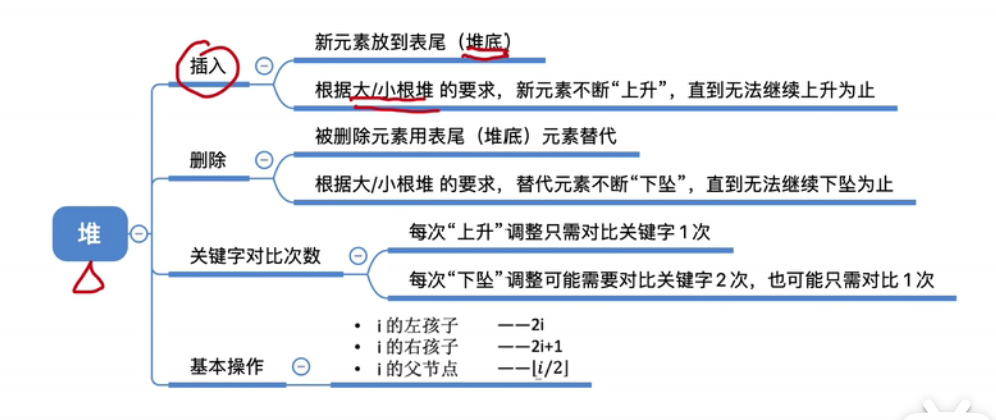 堆
插入
新元素放到表尾（堆底）
根据大/小根堆 的要求，新元素不断“上升”，直到无法继续上升为止
删除
被删除元素用表尾（堆底）元素替代
根据大/小根堆 的要求，替代元素不断“下坠”，直到无法继续下坠为止
关键字对比次数
每次“上升”调整只需对比关键字1次
每次“下坠”调整可能需要对比关键字2次，也可能只需对比1次
基本操作
• i 的左孩子 ——2i
• i 的右孩子 ——2i+1
• i 的父节点 ——⌊i/2⌋